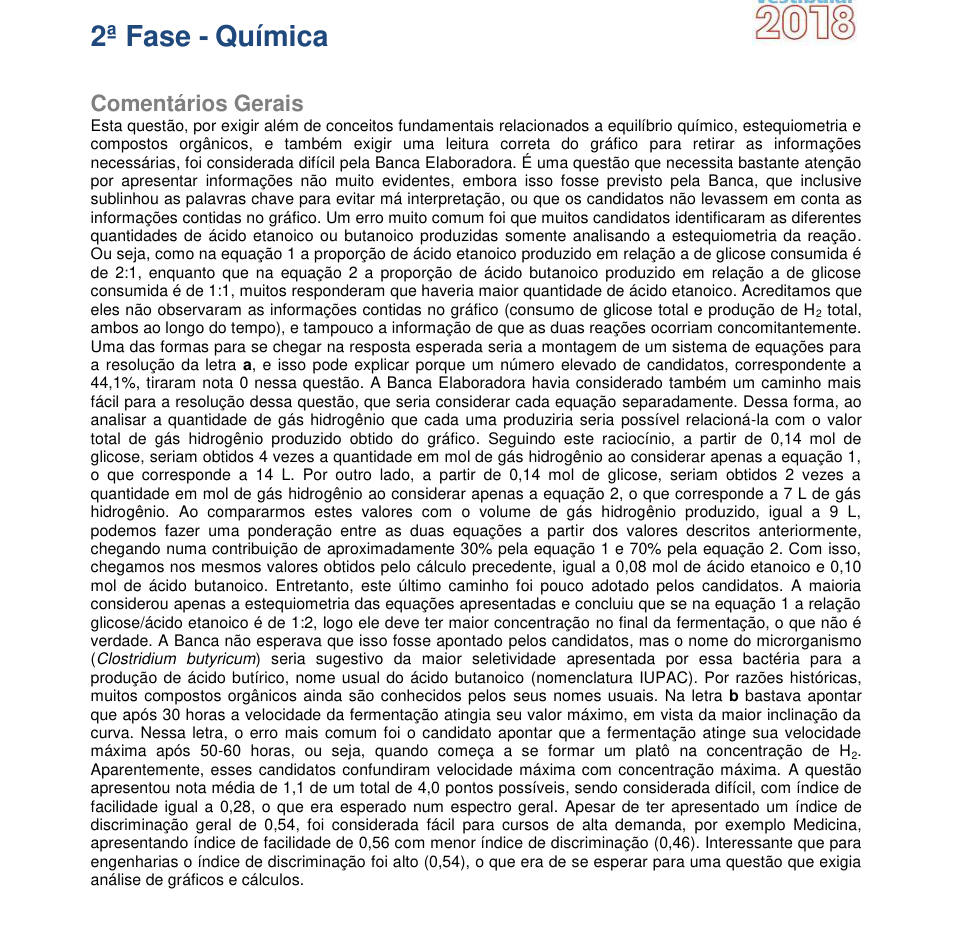 Vestibular
2018
2ª Fase - Química
Comentários Gerais
Esta questão, por exigir além de conceitos fundamentais relacionados a equilíbrio químico, estequiometria e
compostos orgânicos, e também exigir uma leitura correta do gráfico para retirar as informações
necessárias, foi considerada difícil pela Banca Elaboradora. É uma questão que necessita bastante atenção
por apresentar informações não muito evidentes, embora isso fosse previsto pela Banca, que inclusive
sublinhou as palavras chave para evitar má interpretação, ou que os candidatos não levassem em conta as
informações contidas no gráfico. Um erro muito comum foi que muitos candidatos identificaram as diferentes
quantidades de ácido etanoico ou butanoico produzidas somente analisando a estequiometria da reação.
Ou seja, como na equação 1 a proporção de ácido etanoico produzido em relação a de glicose consumida é
de 2:1, enquanto que na equação 2 a proporção de ácido butanoico produzido em relação a de glicose
consumida é de 1:1, muitos responderam que haveria maior quantidade de ácido etanoico. Acreditamos que
eles não observaram as informações contidas no gráfico (consumo de glicose total e produção de H₂ total,
ambos ao longo do tempo), e tampouco a informação de que as duas reações ocorriam concomitantemente.
Uma das formas para se chegar na resposta esperada seria a montagem de um sistema de equações para
a resolução da letra a, e isso pode explicar porque um número elevado de candidatos, correspondente a
44,1%, tiraram nota 0 nessa questão. A Banca Elaboradora havia considerado também um caminho mais
fácil para a resolução dessa questão, que seria considerar cada equação separadamente. Dessa forma, ao
analisar a quantidade de gás hidrogênio que cada uma produziria seria possível relacioná-la com o valor
total de gás hidrogênio produzido obtido do gráfico. Seguindo este raciocínio, a partir de 0,14 mol de
glicose, seriam obtidos 4 vezes a quantidade em mol de gás hidrogênio ao considerar apenas a equação 1,
o que corresponde a 14 L. Por outro lado, a partir de 0,14 mol de glicose, seriam obtidos 2 vezes a
quantidade em mol de gás hidrogênio ao considerar apenas a equação 2, o que corresponde a 7 L de gás
hidrogênio. Ao compararmos estes valores com o volume de gás hidrogênio produzido, igual a 9 L,
podemos fazer uma ponderação entre as duas equações a partir dos valores descritos anteriormente,
chegando numa contribuição de aproximadamente 30% pela equação 1 e 70% pela equação 2. Com isso,
chegamos nos mesmos valores obtidos pelo cálculo precedente, igual a 0,08 mol de ácido etanoico e 0,10
mol de ácido butanoico. Entretanto, este último caminho foi pouco adotado pelos candidatos. A maioria
considerou apenas a estequiometria das equações apresentadas e concluiu que se na equação 1 a relação
glicose/ácido etanoico é de 1:2, logo ele deve ter maior concentração no final da fermentação, o que não é
verdade. A Banca não esperava que isso fosse apontado pelos candidatos, mas o nome do microrganismo
(Clostridium butyricum) seria sugestivo da maior seletividade apresentada por essa bactéria para a
produção de ácido butírico, nome usual do ácido butanoico (nomenclatura IUPAC). Por razões históricas,
muitos compostos orgânicos ainda são conhecidos pelos seus nomes usuais. Na letra b bastava apontar
que após 30 horas a velocidade da fermentação atingia seu valor máximo, em vista da maior inclinação da
curva. Nessa letra, o erro mais comum foi o candidato apontar que a fermentação atinge sua velocidade
máxima após 50-60 horas, ou seja, quando começa a se formar um platô na concentração de H₂.
Aparentemente, esses candidatos confundiram velocidade máxima com concentração máxima. A questão
apresentou nota média de 1,1 de um total de 4,0 pontos possíveis, sendo considerada difícil, com índice de
facilidade igual a 0,28, o que era esperado num espectro geral. Apesar de ter apresentado um índice de
discriminação geral de 0,54, foi considerada fácil para cursos de alta demanda, por exemplo Medicina,
apresentando índice de facilidade de 0,56 com menor índice de discriminação (0,46). Interessante que para
engenharias o índice de discriminação foi alto (0,54), o que era de se esperar para uma questão que exigia
análise de gráficos e cálculos.